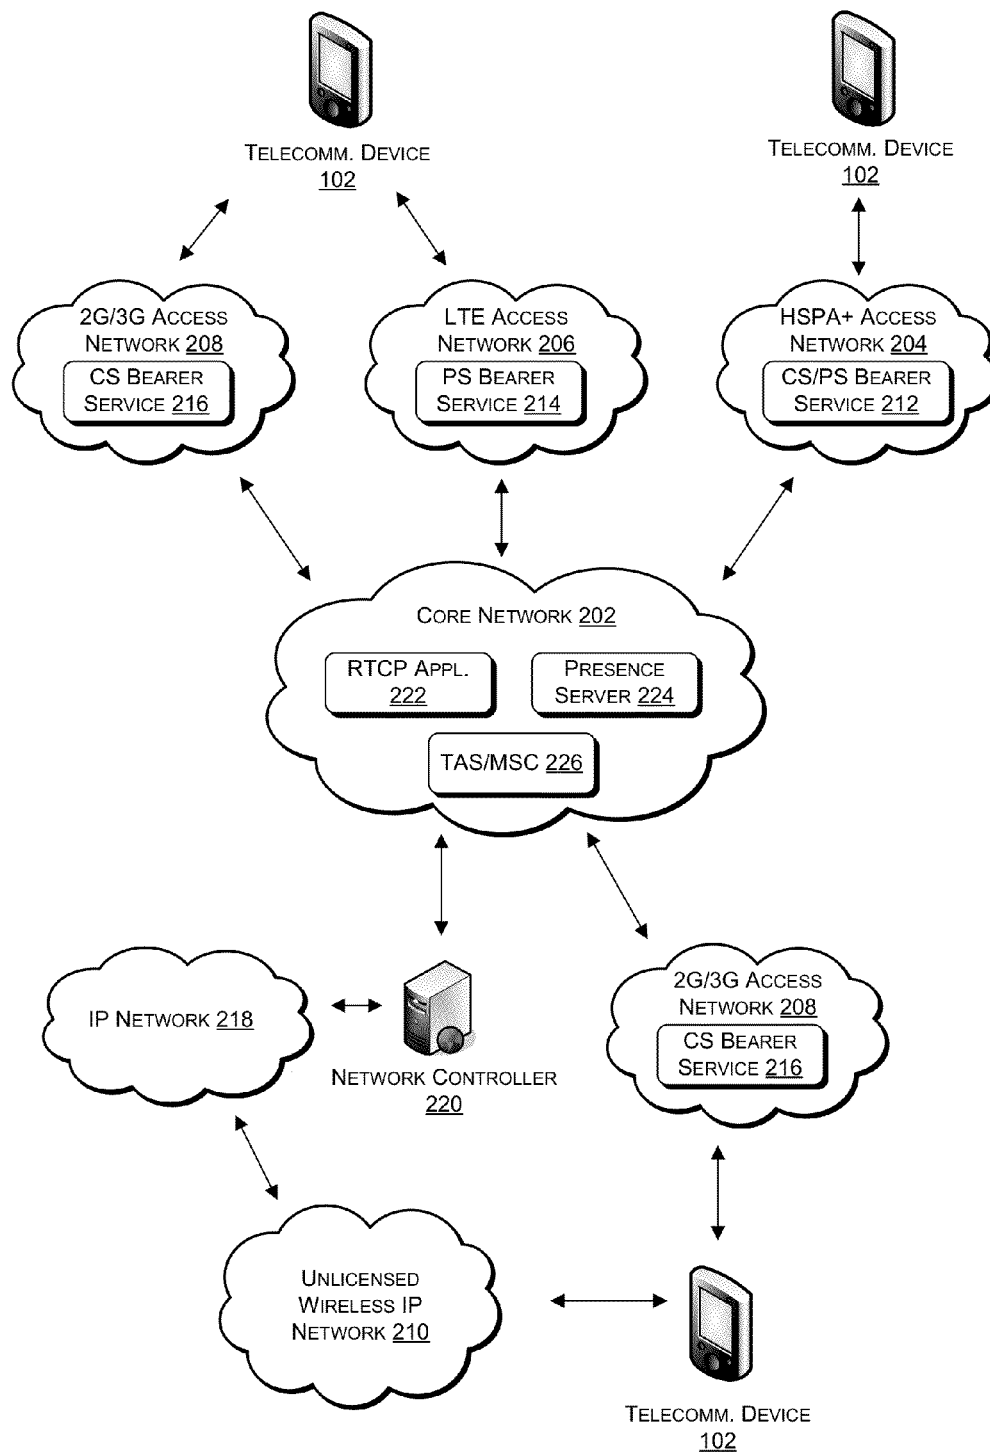 TELECOMM. DEVICE
102
TELECOMM. DEVICE
102
2G/3G ACCESS
NETWORK 208
CS BEARER
SERVICE 216
LTE ACCESS
NETWORK 206
PS BEARER
SERVICE 214
HSPA+ ACCESS
NETWORK 204
CS/PS BEARER
SERVICE 212
CORE NETWORK 202
RTCP APPL.
222
PRESENCE
SERVER 224
TAS/MSC 226
IP NETWORK 218
NETWORK CONTROLLER
220
2G/3G ACCESS
NETWORK 208
CS BEARER
SERVICE 216
UNLICENSED
WIRELESS IP
NETWORK 210
TELECOMM. DEVICE
102